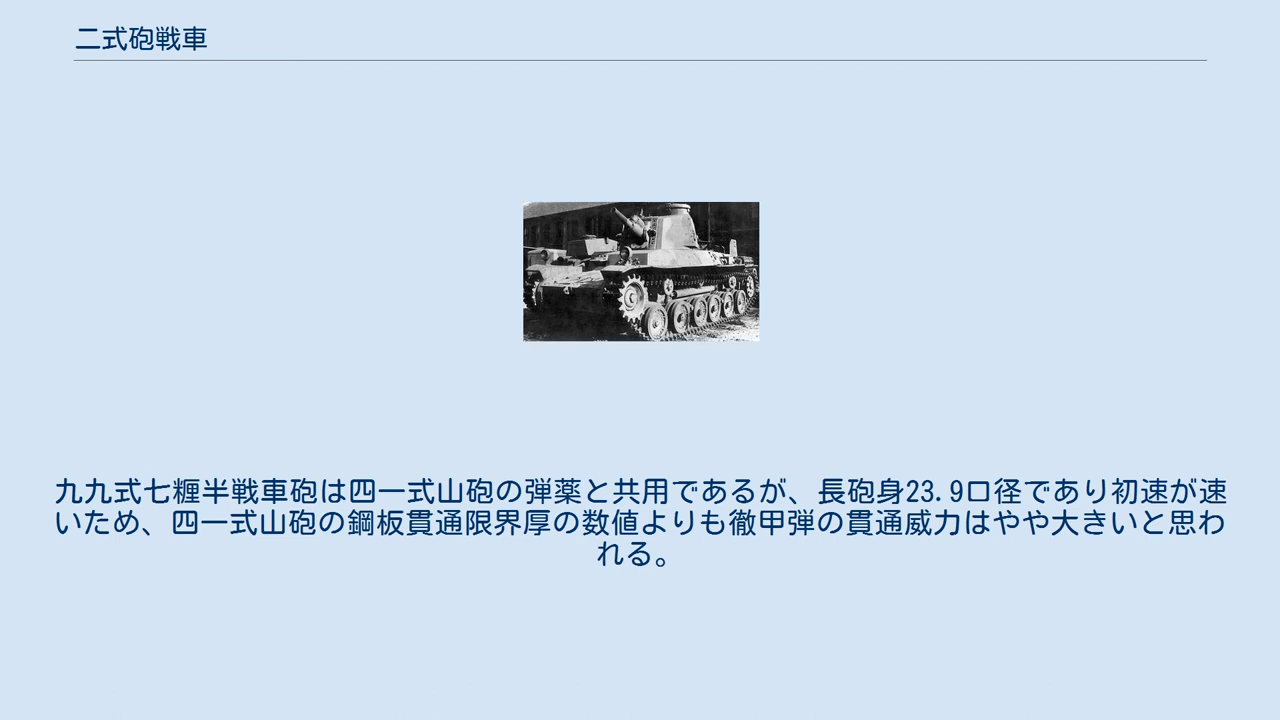 二式砲戦車
九九式七糎半戦車砲は四一式山砲の弾薬と共用であるが、長砲身23.9口径であり初速が速
いため、四一式山砲の鋼板貫通限界厚の数値よりも徹甲弾の貫通威力はやや大きいと思わ
れる。